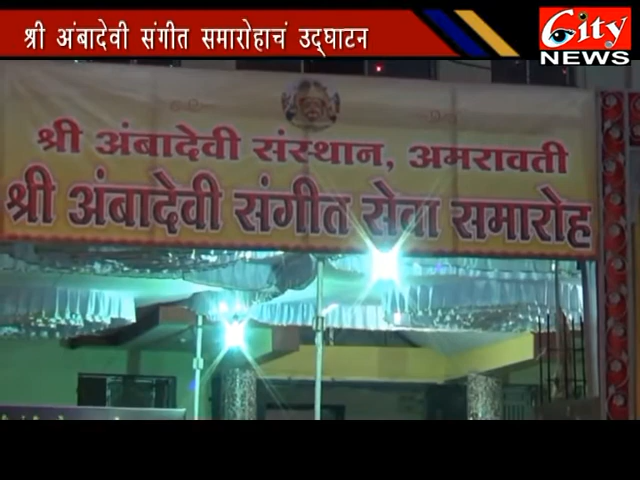 श्री अंबादेवी संगीत समारोहाचं उद्घाटन
City
NEWS
श्री अंबादेवी संस्थान, अमरावती
श्री अंबादेवी संगीत सेवा समारोह